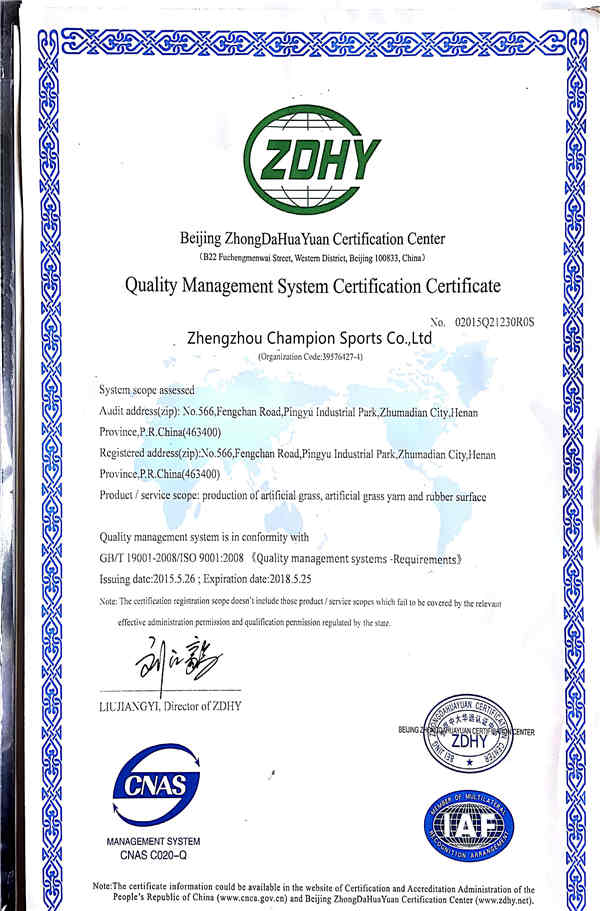 ZDHY
Beijing ZhongDaHuaYuan Certification Center
(B22 Fuchengmenwai Street, Western District, Beijing 100833, China)
Quality Management System Certification Certificate
No. 02015Q21230R0S
Zhengzhou Champion Sports Co.,Ltd
(Organization Code:39576427-4)
System scope assessed
Audit address(zip): No.566,Fengchan Road,Pingyu Industrial Park,Zhumadian City,Henan
Province,P.R.China(463400)
Registered address(zip):No.566,Fengchan Road,Pingyu Industrial Park,Zhumadian City,Henan
Province,P.R.China(463400)
Product / service scope: production of artificial grass, artificial grass yarn and rubber surface
Quality management system is in conformity with
GB/T 19001-2008/ISO 9001:2008 《Quality management systems -Requirements》
Issuing date:2015.5.26 ; Expiration date:2018.5.25
Note: The certification registration scope doesn't include those product / service scopes which fail to be covered by the relevant
effective administration permission and qualification permission regulated by the state.
LIUJIANGYI, Director of ZDHY
BEIJING ZHONGDAHUAYUAN CERTIFICATION CENTER
ZDHY
CNAS
MANAGEMENT SYSTEM
CNAS C020-Q
MEMBER OF MULTILATERAL
IAF
RECOGNITION ARRANGEMENT
Note:The certificate information could be available in the website of Certification and Accreditation Administration of the
People's Republic of China (www.cnca.gov.cn) and Beijing ZhongDaHuaYuan Certification Center (www.zdhy.net).